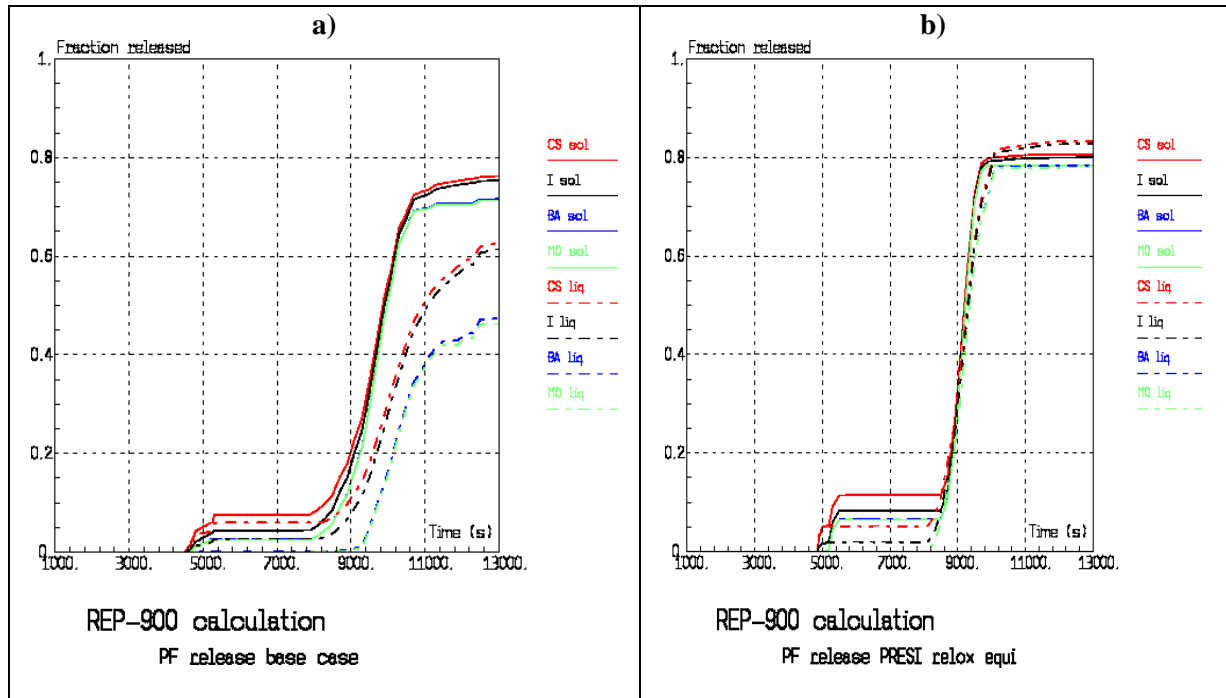 a)
Fraction released
1.
0.8
0.6
0.4
0.2
0
Time (s)
1000. 3000. 5000. 7000. 9000. 11000. 13000.
CS sol
I sol
BA sol
MO sol
CS liq
I liq
BA liq
MO liq
REP-900 calculation
PF release base case
b)
Fraction released
1.
0.8
0.6
0.4
0.2
0
Time (s)
1000. 3000. 5000. 7000. 9000. 11000. 13000.
CS sol
I sol
BA sol
MO sol
CS liq
I liq
BA liq
MO liq
REP-900 calculation
PF release PRESI relox equi